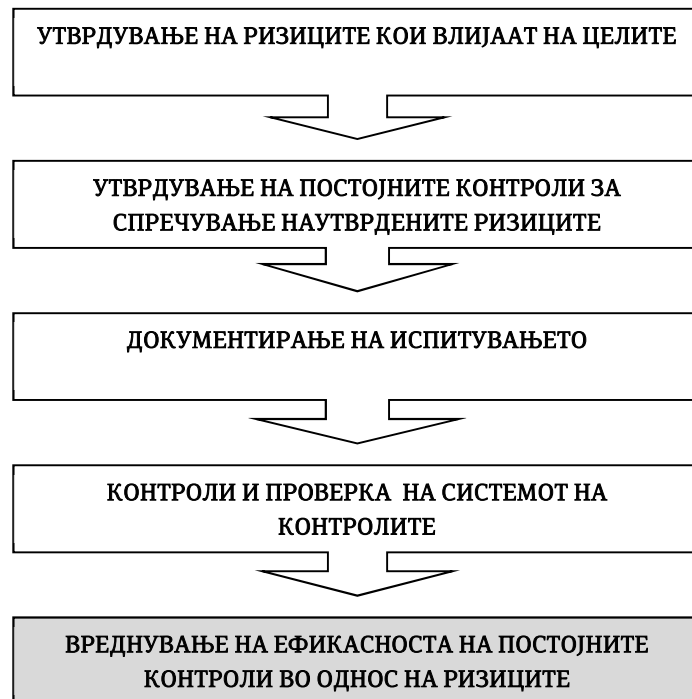 УТВРДУВАЊЕ НА РИЗИЦИТЕ КОИ ВЛИЈААТ НА ЦЕЛИТЕ
УТВРДУВАЊЕ НА ПОСТОЈНИТЕ КОНТРОЛИ ЗА
СПРЕЧУВАЊЕ НАУТВРДЕНИТЕ РИЗИЦИТЕ
ДОКУМЕНТИРАЊЕ НА ИСПИТУВАЊЕТО
КОНТРОЛИ И ПРОВЕРКА НА СИСТЕМОТ НА
КОНТРОЛИТЕ
ВРЕДНУВАЊЕ НА ЕФИКАСНОСТА НА ПОСТОЈНИТЕ
КОНТРОЛИ ВО ОДНОС НА РИЗИЦИТЕ